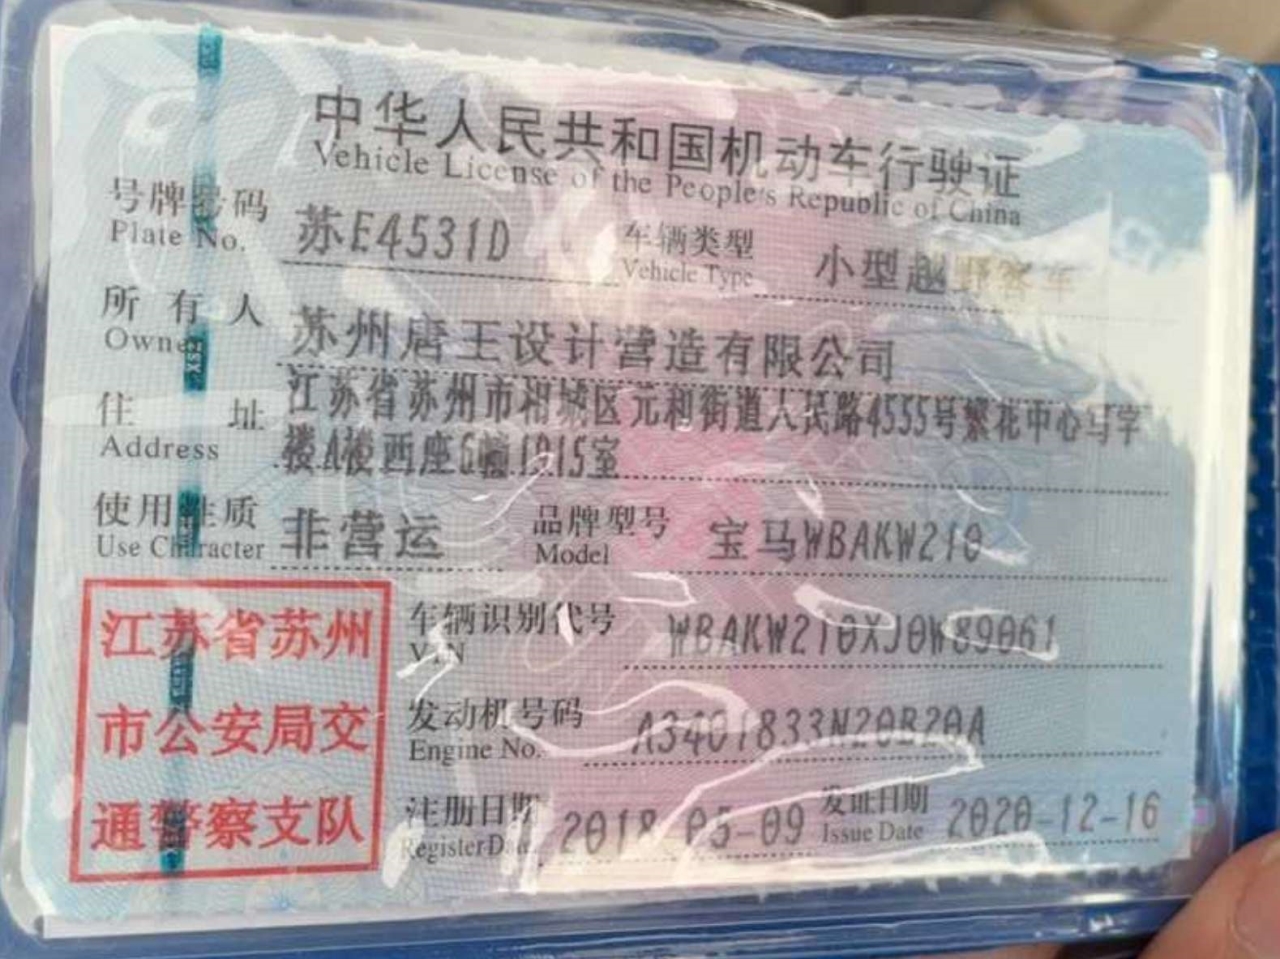 中华人民共和国机动车行驶证
Vehicle License of the People's Republic of China
号牌号码 苏E4531D 车辆类型 小型越野客车
Plate No. Vehicle Type
所有人 苏州唐王设计营造有限公司
Owner
住址 江苏省苏州市相城区元和街道人民路4555号繁花中心写字
Address 楼A楼西座6幢1015室
使用性质 非营运 品牌型号 宝马WBAKW210
Use Character Model
车辆识别代号 WBAKW210XJ0W89061
VIN
发动机号码 A3401833N20B20A
Engine No.
注册日期 2018-05-09 发证日期 2020-12-16
Register Date Issue Date
江苏省苏州
市公安局交
通警察支队